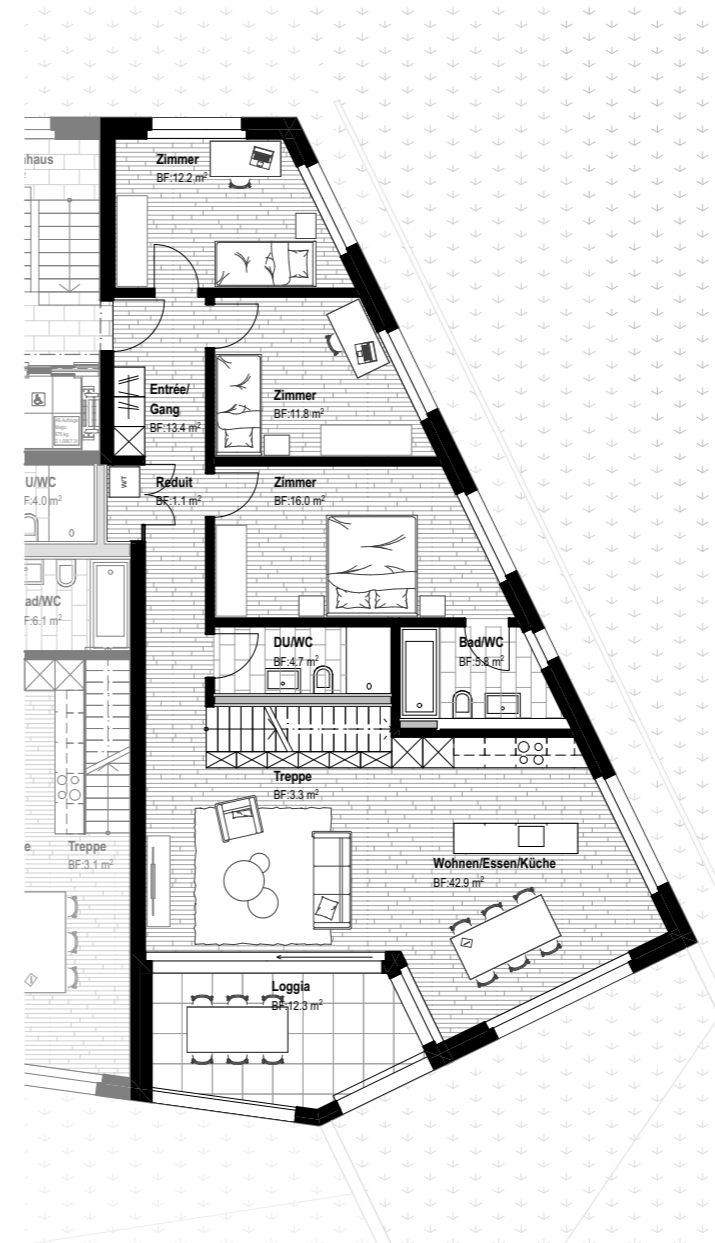 Zimmer
BF:12.2 m²
nhaus
Entrée/
Gang
BF:13.4 m²
Zimmer
BF:11.8 m²
Reduit
BF:1.1 m²
WT
Zimmer
BF:16.0 m²
U/WC
F:4.0 m²
ad/WC
F:6.1 m²
DU/WC
BF:4.7 m²
Bad/WC
BF:5.8 m²
Treppe
BF:3.3 m²
e
Treppe
BF:3.1 m²
Wohnen/Essen/Küche
BF:42.9 m²
Loggia
BF:12.3 m²